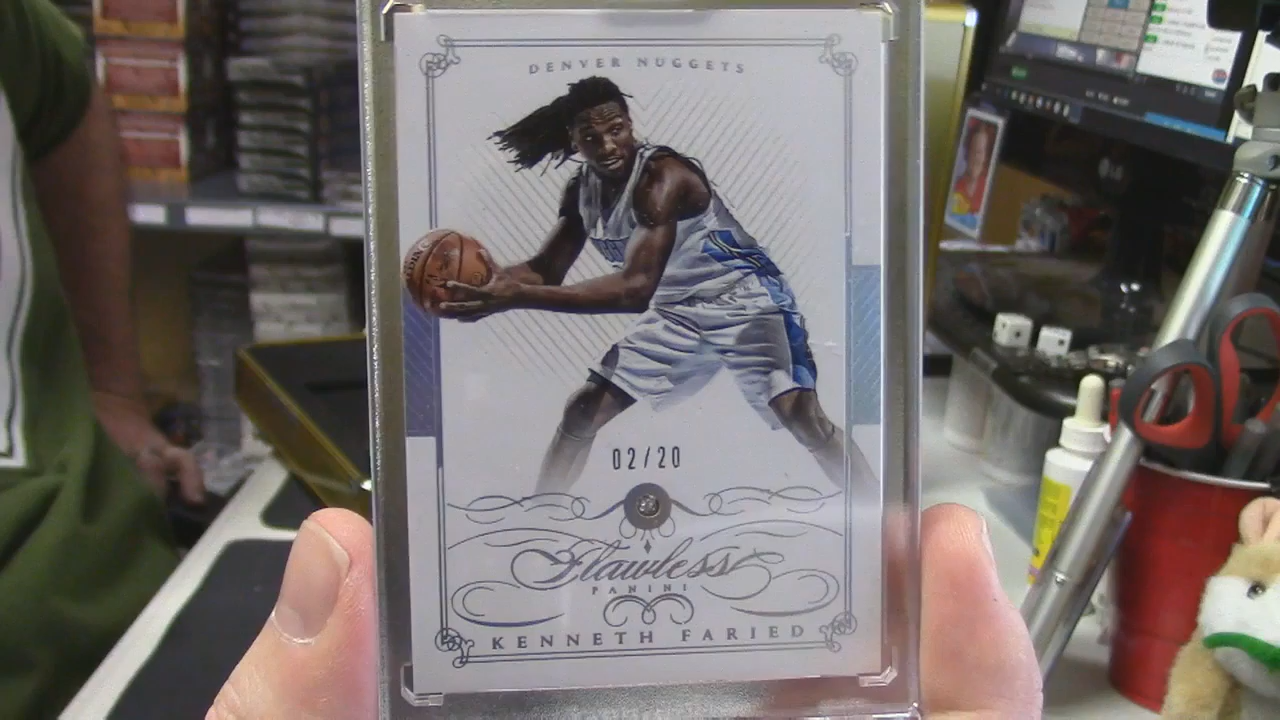 DENVER NUGGETS
02/20
Flawless
PANINI
KENNETH FARIED